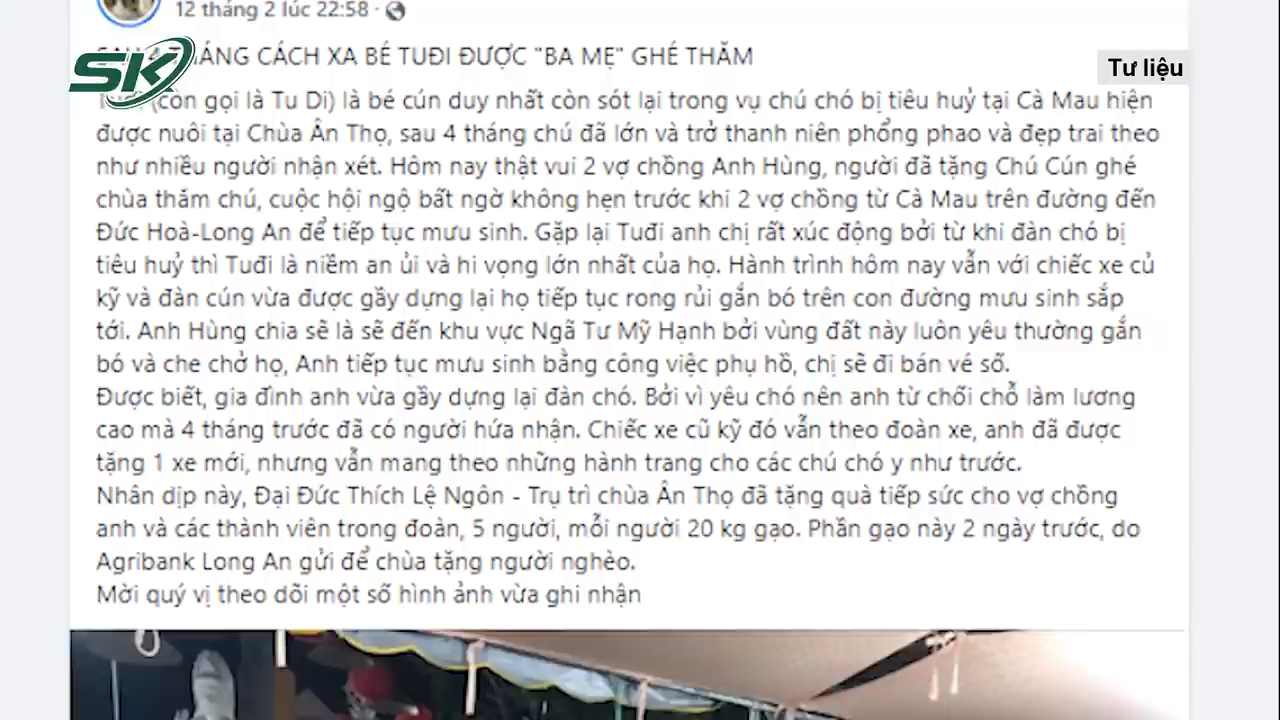 12 tháng 2 lúc 22:58 ·
4 THÁNG CÁCH XA BÉ TUĐI ĐƯỢC "BA MẸ" GHÉ THĂM
SK
Tư liệu
(còn gọi là Tu Di) là bé cún duy nhất còn sót lại trong vụ chú chó bị tiêu huỷ tại Cà Mau hiện
được nuôi tại Chùa Ân Thọ, sau 4 tháng chú đã lớn và trở thanh niên phổng phao và đẹp trai theo
như nhiều người nhận xét. Hôm nay thật vui 2 vợ chồng Anh Hùng, người đã tặng Chú Cún ghé
chùa thăm chú, cuộc hội ngộ bất ngờ không hẹn trước khi 2 vợ chồng từ Cà Mau trên đường đến
Đức Hoà-Long An để tiếp tục mưu sinh. Gặp lại Tuđi anh chị rất xúc động bởi từ khi đàn chó bị
tiêu huỷ thì Tuđi là niềm an ủi và hi vọng lớn nhất của họ. Hành trình hôm nay vẫn với chiếc xe củ
kỹ và đàn cún vừa được gầy dựng lại họ tiếp tục rong rủi gắn bó trên con đường mưu sinh sắp
tới. Anh Hùng chia sẽ là sẽ đến khu vực Ngã Tư Mỹ Hạnh bởi vùng đất này luôn yêu thường gắn
bó và che chở họ, Anh tiếp tục mưu sinh bằng công việc phụ hồ, chị sẽ đi bán vé số.
Được biết, gia đình anh vừa gầy dựng lại đàn chó. Bởi vì yêu chó nên anh từ chối chỗ làm lương
cao mà 4 tháng trước đã có người hứa nhận. Chiếc xe cũ kỹ đó vẫn theo đoàn xe, anh đã được
tặng 1 xe mới, nhưng vẫn mang theo những hành trang cho các chú chó y như trước.
Nhân dịp này, Đại Đức Thích Lệ Ngôn - Trụ trì chùa Ân Thọ đã tặng quà tiếp sức cho vợ chồng
anh và các thành viên trong đoàn, 5 người, mỗi người 20 kg gạo. Phần gạo này 2 ngày trước, do
Agribank Long An gửi để chùa tặng người nghèo.
Mời quý vị theo dõi một số hình ảnh vừa ghi nhận